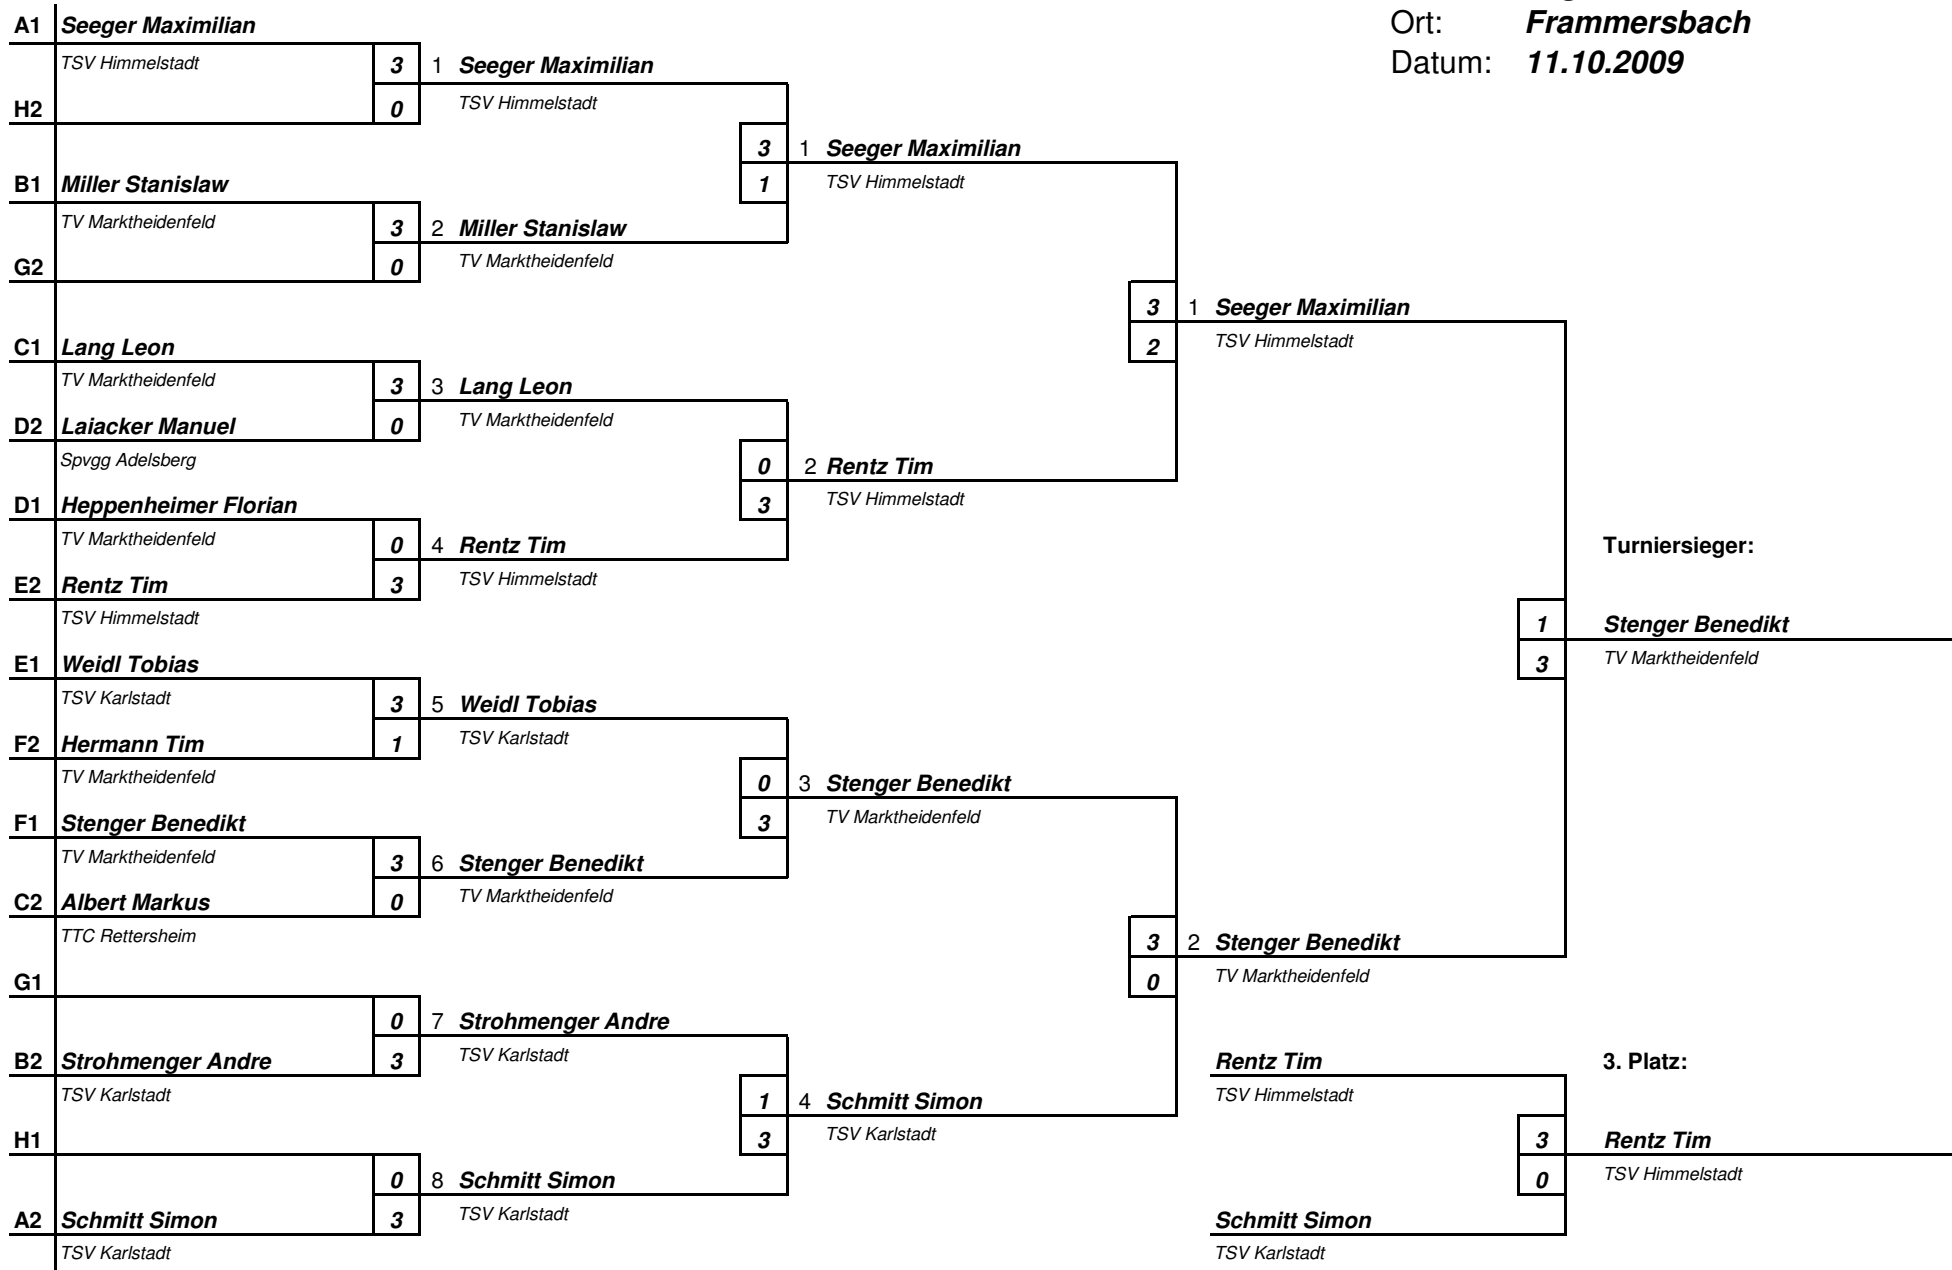 Ort: Frammersbach
Datum: 11.10.2009
A1 Seeger Maximilian
TSV Himmelstadt 3 1 Seeger Maximilian
H2 0 TSV Himmelstadt
3 1 Seeger Maximilian
B1 Miller Stanislaw 1 TSV Himmelstadt
TV Marktheidenfeld 3 2 Miller Stanislaw
G2 0 TV Marktheidenfeld
3 1 Seeger Maximilian
C1 Lang Leon 2 TSV Himmelstadt
TV Marktheidenfeld 3 3 Lang Leon
D2 Laiacker Manuel 0 TV Marktheidenfeld
Spvgg Adelsberg 0 2 Rentz Tim
D1 Heppenheimer Florian 3 TSV Himmelstadt
TV Marktheidenfeld 0 4 Rentz Tim Turniersieger:
E2 Rentz Tim 3 TSV Himmelstadt
TSV Himmelstadt 1 Stenger Benedikt
E1 Weidl Tobias 3 TV Marktheidenfeld
TSV Karlstadt 3 5 Weidl Tobias
F2 Hermann Tim 1 TSV Karlstadt
TV Marktheidenfeld 0 3 Stenger Benedikt
F1 Stenger Benedikt 3 TV Marktheidenfeld
TV Marktheidenfeld 3 6 Stenger Benedikt
C2 Albert Markus 0 TV Marktheidenfeld
TTC Rettersheim 3 2 Stenger Benedikt
G1 0 TV Marktheidenfeld
0 7 Strohmenger Andre
B2 Strohmenger Andre 3 TSV Karlstadt Rentz Tim 3. Platz:
TSV Karlstadt 1 4 Schmitt Simon TSV Himmelstadt
H1 3 TSV Karlstadt 3 Rentz Tim
0 8 Schmitt Simon 0 TSV Himmelstadt
A2 Schmitt Simon 3 TSV Karlstadt Schmitt Simon
TSV Karlstadt TSV Karlstadt